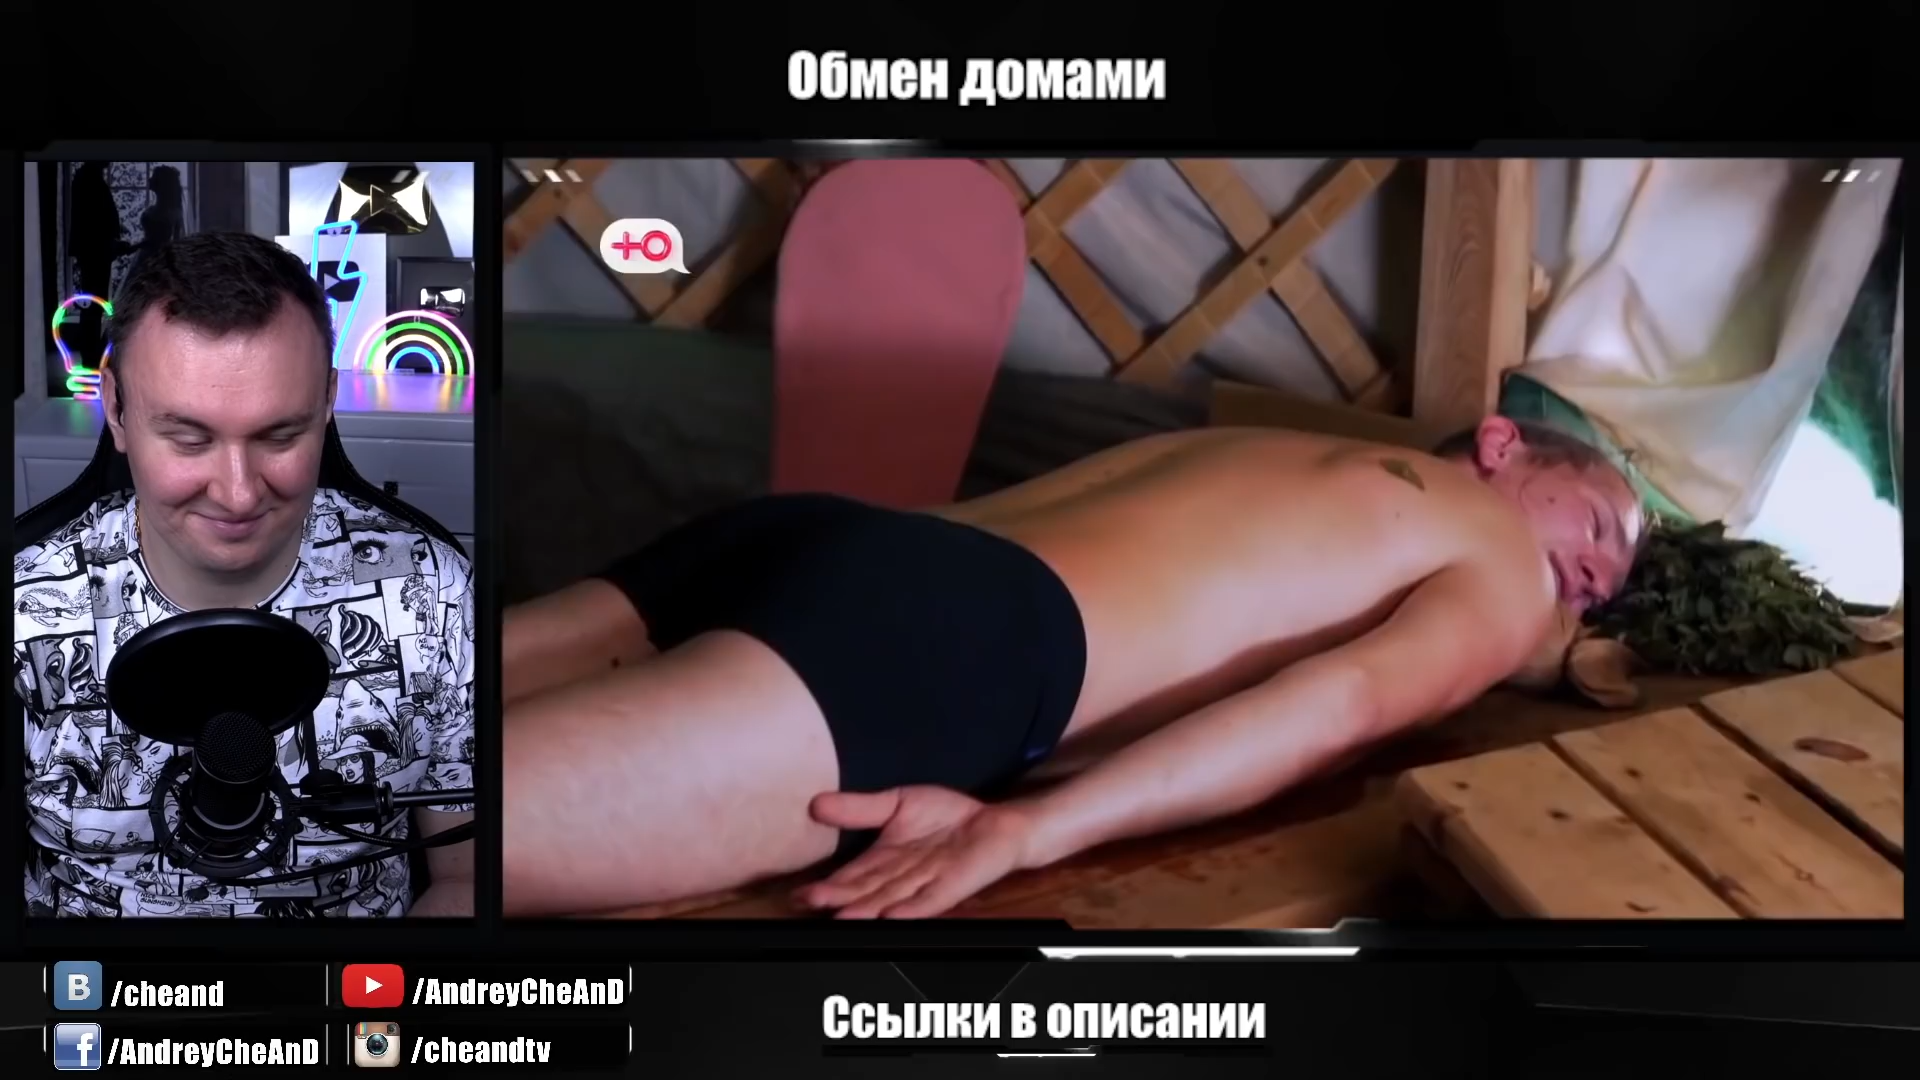 Обмен домами
Ю
/cheand
/AndreyCheAnD
/AndreyCheAnD
/cheandtv
Ссылки в описании